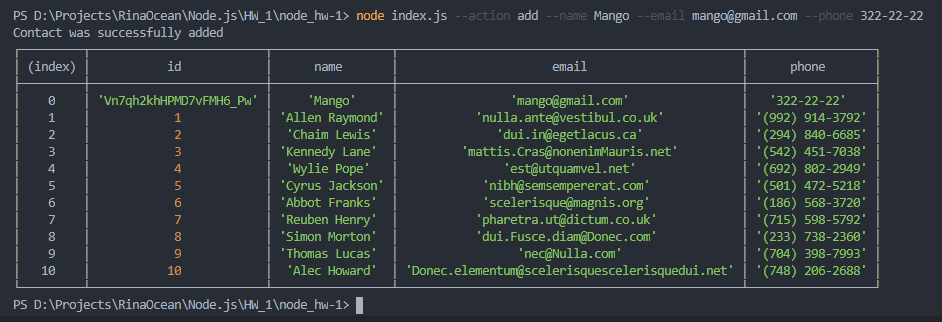 PS D:\Projects\RinaOcean\Node.js\HW_1\node_hw-1> node index.js --action add --name Mango --email mango@gmail.com --phone 322-22-22
Contact was successfully added
(index) id name email phone
0 'Vn7qh2khHPMD7vFMH6_Pw' 'Mango' 'mango@gmail.com' '322-22-22'
1 1 'Allen Raymond' 'nulla.ante@vestibul.co.uk' '(992) 914-3792'
2 2 'Chaim Lewis' 'dui.in@egetlacus.ca' '(294) 840-6685'
3 3 'Kennedy Lane' 'mattis.Cras@nonenimMauris.net' '(542) 451-7038'
4 4 'Wylie Pope' 'est@utquamvel.net' '(692) 802-2949'
5 5 'Cyrus Jackson' 'nibh@semsempererat.com' '(501) 472-5218'
6 6 'Abbot Franks' 'scelerisque@magnis.org' '(186) 568-3720'
7 7 'Reuben Henry' 'pharetra.ut@dictum.co.uk' '(715) 598-5792'
8 8 'Simon Morton' 'dui.Fusce.diam@Donec.com' '(233) 738-2360'
9 9 'Thomas Lucas' 'nec@Nulla.com' '(704) 398-7993'
10 10 'Alec Howard' 'Donec.elementum@scelerisquescelerisquedui.net' '(748) 206-2688'
PS D:\Projects\RinaOcean\Node.js\HW_1\node_hw-1>